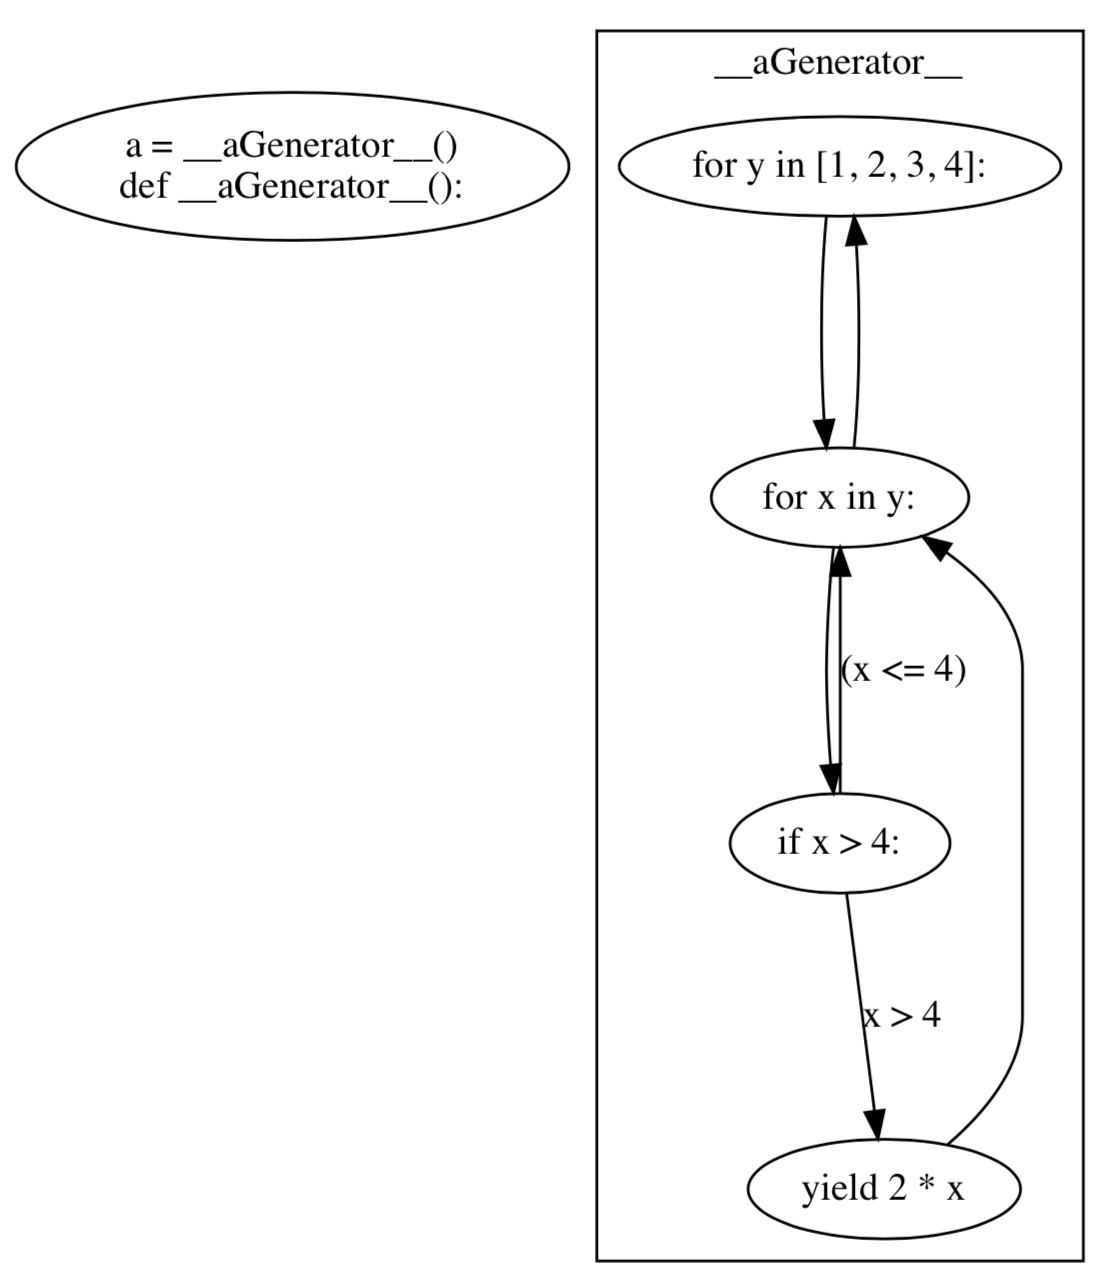 a = __aGenerator__()
def __aGenerator__():
__aGenerator__
for y in [1, 2, 3, 4]:
for x in y:
(x <= 4)
if x > 4:
x > 4
yield 2 * x